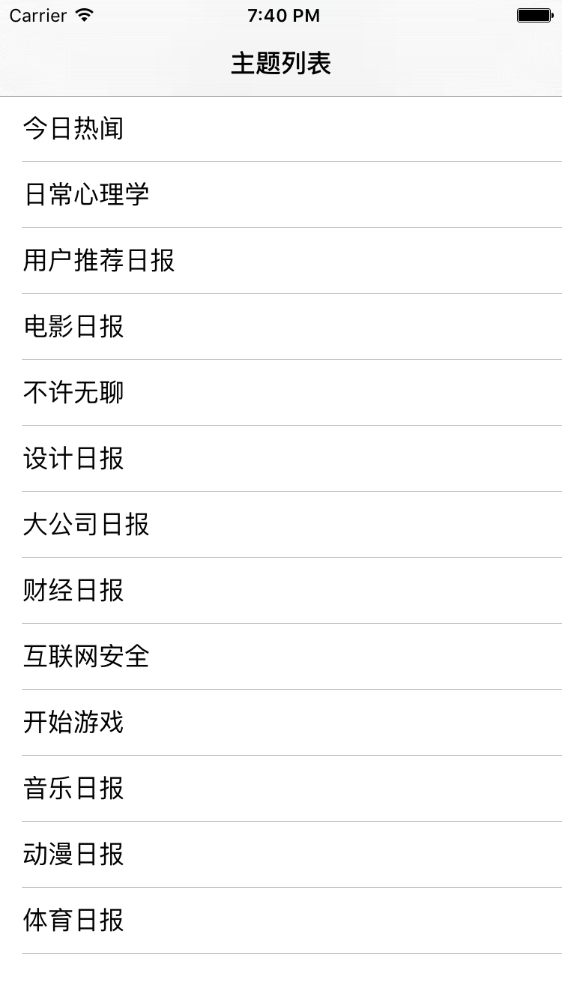 Carrier 7:40 PM
主题列表
今日热闻
日常心理学
用户推荐日报
电影日报
不许无聊
设计日报
大公司日报
财经日报
互联网安全
开始游戏
音乐日报
动漫日报
体育日报